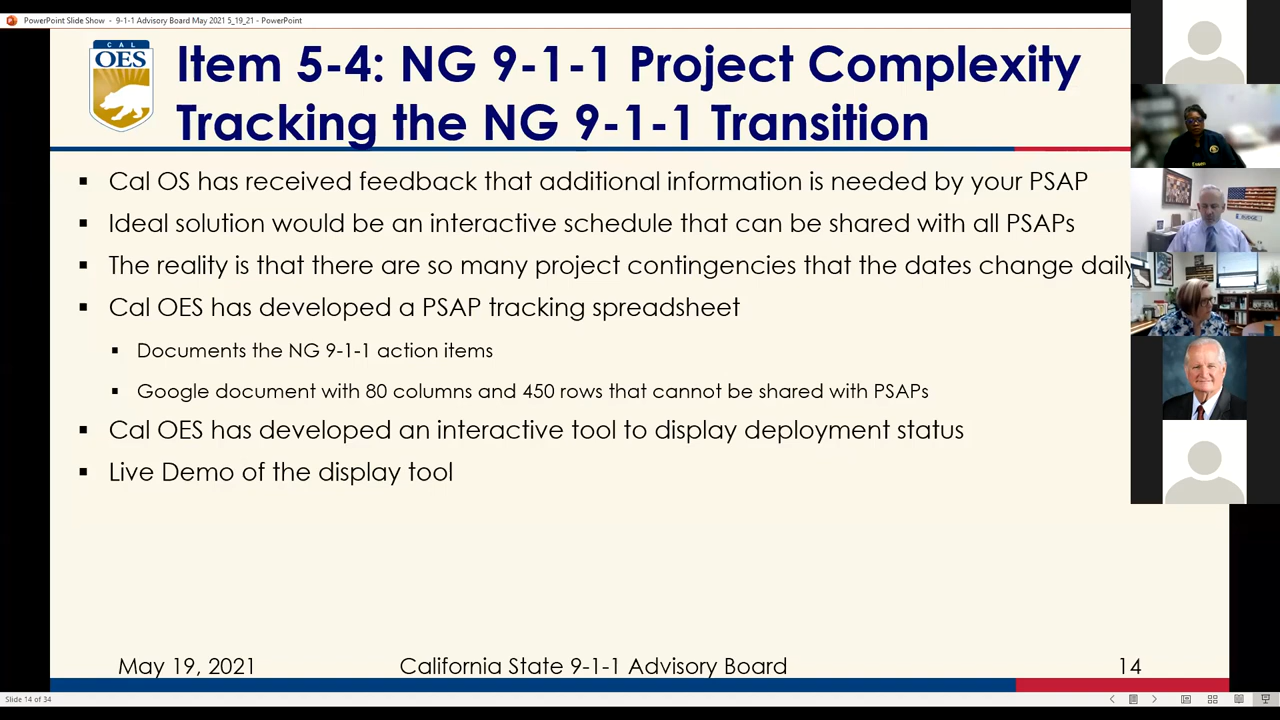 PowerPoint Slide Show - 9-1-1 Advisory Board May 2021 5_19_21 - PowerPoint
CAL
OES
Item 5-4: NG 9-1-1 Project Complexity
Tracking the NG 9-1-1 Transition
▪ Cal OS has received feedback that additional information is needed by your PSAP
▪ Ideal solution would be an interactive schedule that can be shared with all PSAPs
▪ The reality is that there are so many project contingencies that the dates change daily
▪ Cal OES has developed a PSAP tracking spreadsheet
▪ Documents the NG 9-1-1 action items
▪ Google document with 80 columns and 450 rows that cannot be shared with PSAPs
▪ Cal OES has developed an interactive tool to display deployment status
▪ Live Demo of the display tool
May 19, 2021 California State 9-1-1 Advisory Board 14
Slide 14 of 34